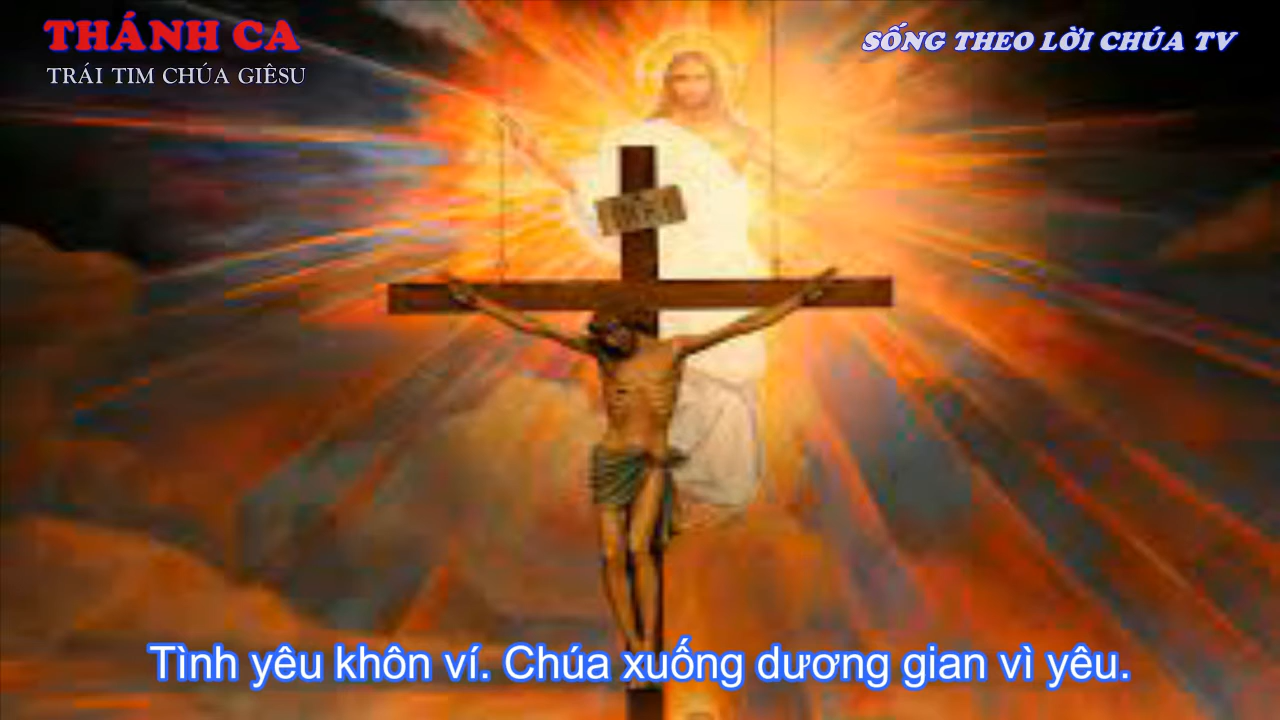 THÁNH CA
TRÁI TIM CHÚA GIÊSU
SỐNG THEO LỜI CHÚA TV
Tình yêu khôn ví. Chúa xuống dương gian vì yêu.